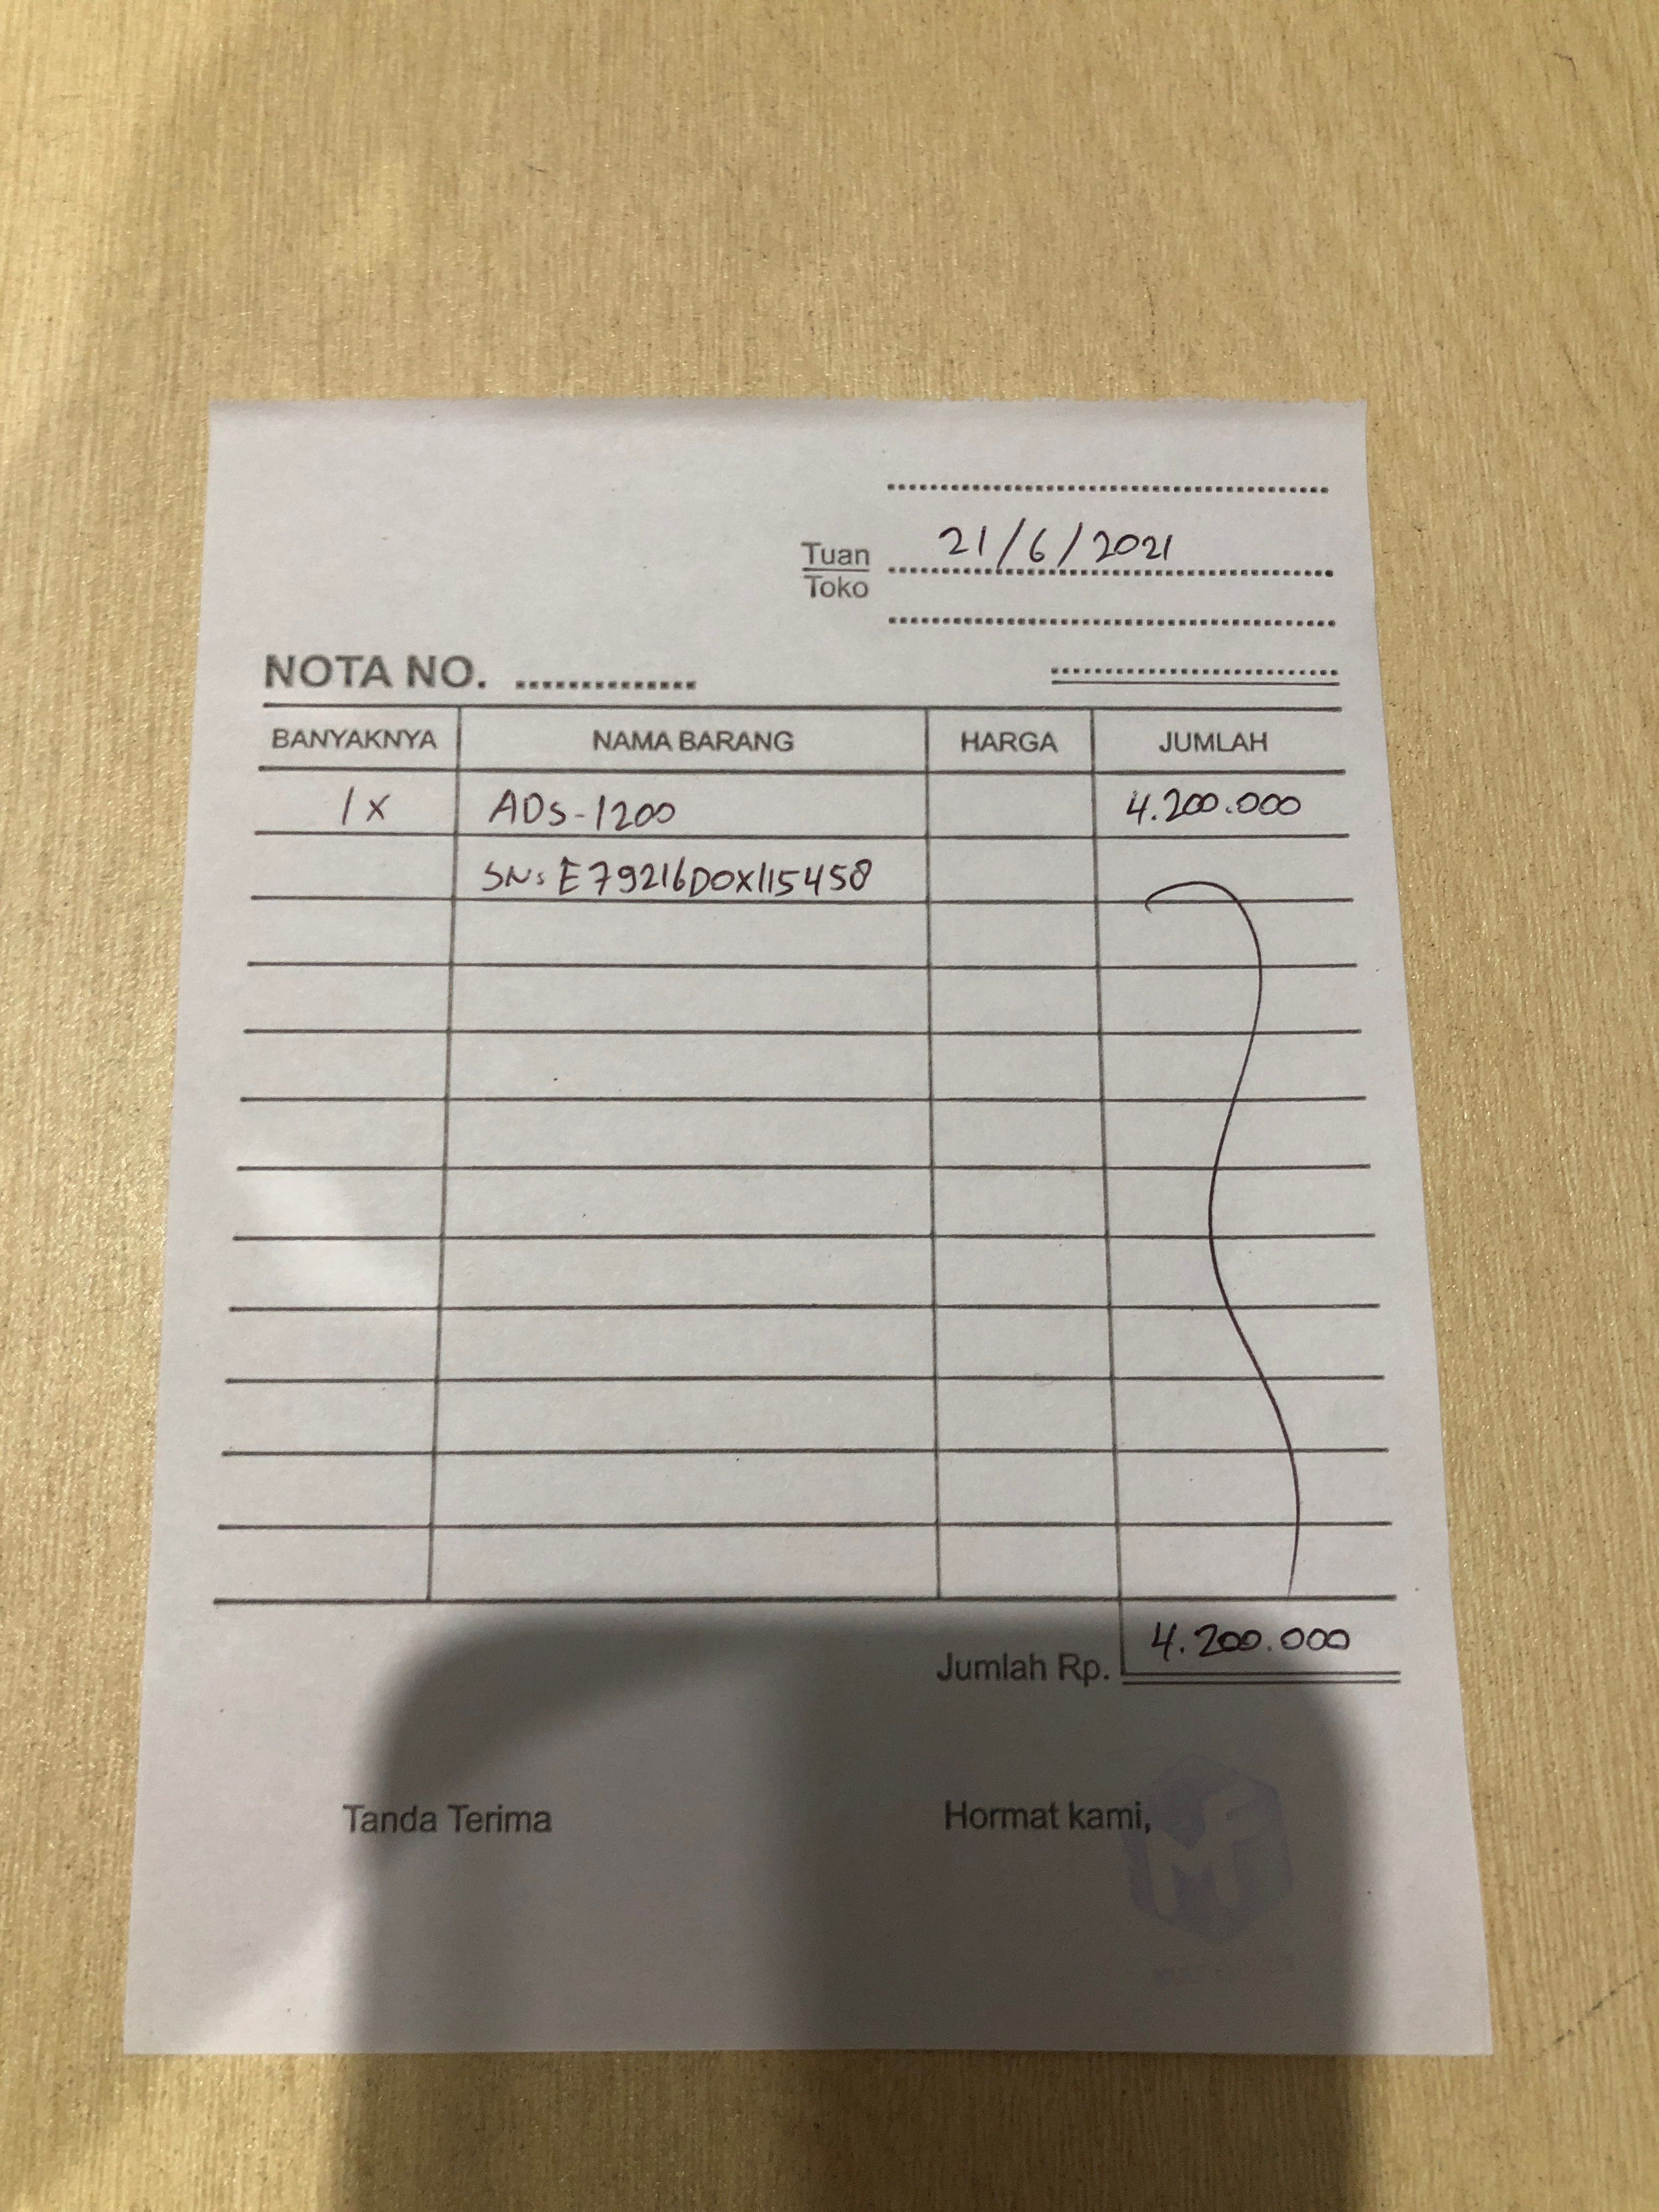 21/6/2021
Tuan
Toko
NOTA NO.
BANYAKNYA NAMA BARANG HARGA JUMLAH
1X ADS-1200 4.200.000
SN: E79216D0X115458
Jumlah Rp. 4.200.000
Tanda Terima Hormat kami,